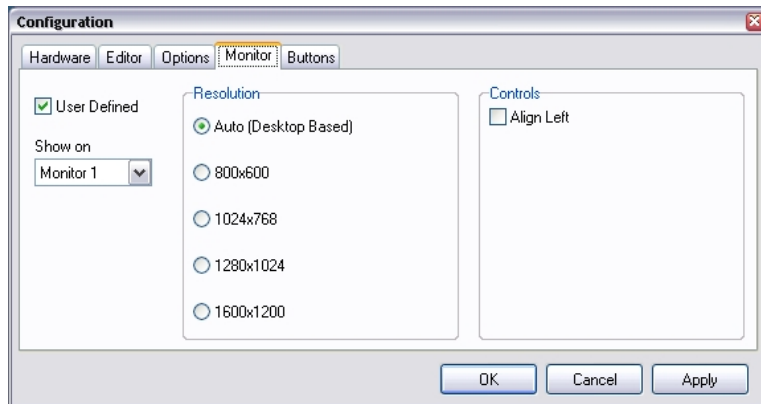 Configuration
Hardware Editor Options Monitor Buttons
User Defined
Show on
Monitor 1
Resolution
Auto (Desktop Based)
800x600
1024x768
1280x1024
1600x1200
Controls
Align Left
OK Cancel Apply